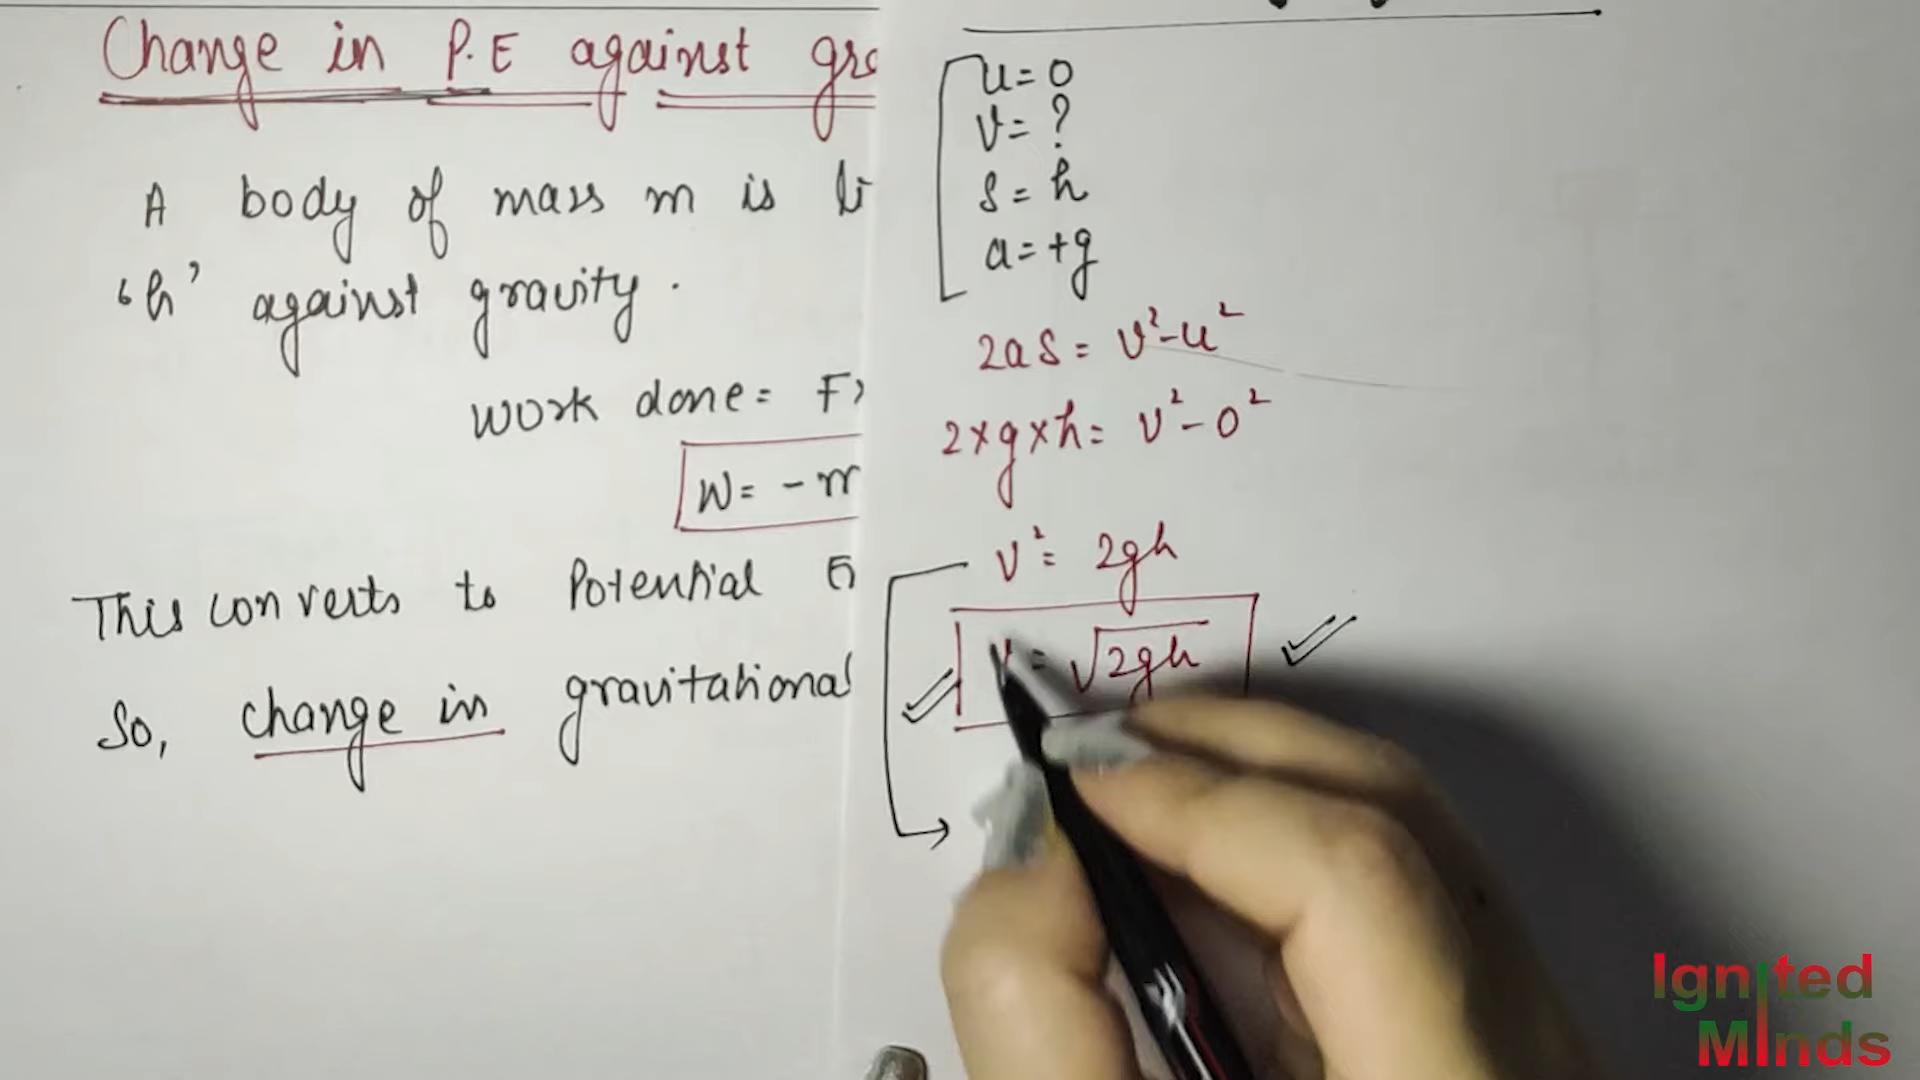 Change in P.E against gra
A body of mass m is li
'h' against gravity.
Work done = F×
W = - m
This converts to Potential E
So, change in gravitational
u = 0
v = ?
s = h
a = +g
2as = v² - u²
2×g×h = v² - 0²
v² = 2gh
v = √2gh
Ignited
Minds